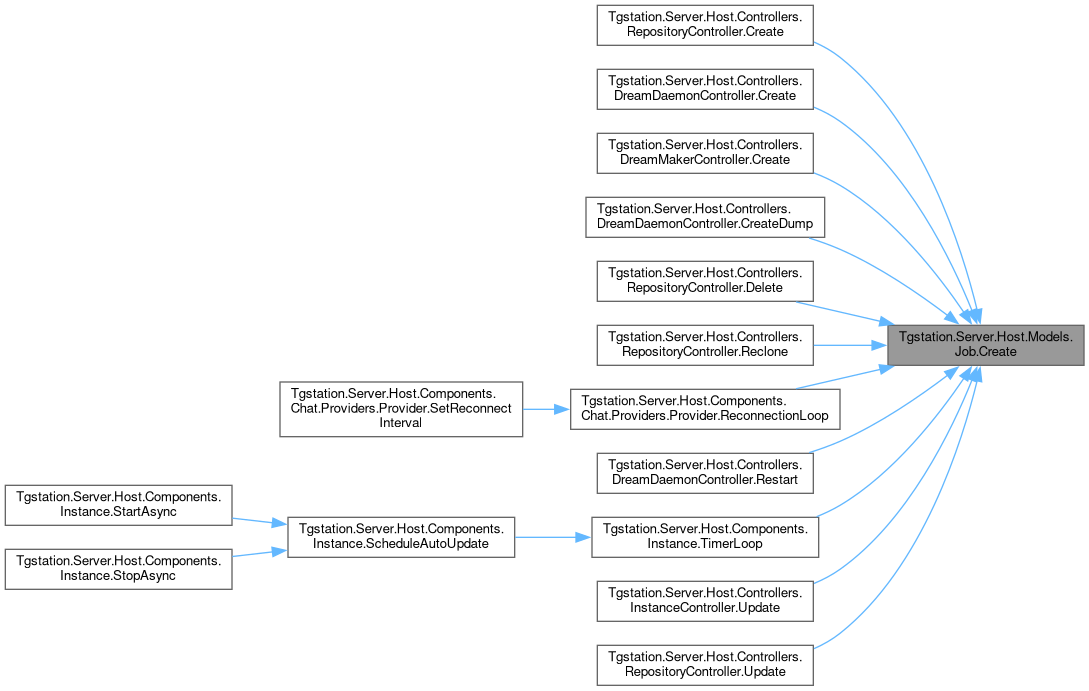 Tgstation.Server.Host.Controllers.
RepositoryController.Create
Tgstation.Server.Host.Controllers.
DreamDaemonController.Create
Tgstation.Server.Host.Controllers.
DreamMakerController.Create
Tgstation.Server.Host.Controllers.
DreamDaemonController.CreateDump
Tgstation.Server.Host.Controllers.
RepositoryController.Delete
Tgstation.Server.Host.Controllers.
RepositoryController.Reclone
Tgstation.Server.Host.Models.
Job.Create
Tgstation.Server.Host.Components.
Chat.Providers.Provider.SetReconnect
Interval
Tgstation.Server.Host.Components.
Chat.Providers.Provider.ReconnectionLoop
Tgstation.Server.Host.Controllers.
DreamDaemonController.Restart
Tgstation.Server.Host.Components.
Instance.StartAsync
Tgstation.Server.Host.Components.
Instance.StopAsync
Tgstation.Server.Host.Components.
Instance.ScheduleAutoUpdate
Tgstation.Server.Host.Components.
Instance.TimerLoop
Tgstation.Server.Host.Controllers.
InstanceController.Update
Tgstation.Server.Host.Controllers.
RepositoryController.Update